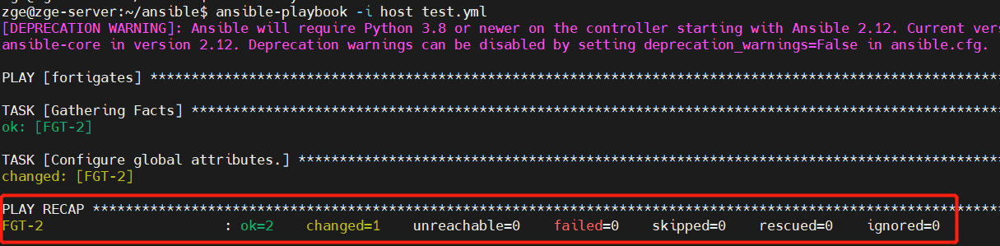 zge@zge-server:~/ansible$ ansible-playbook -i host test.yml
[DEPRECATION WARNING]: Ansible will require Python 3.8 or newer on the controller starting with Ansible 2.12. Current
ansible-core in version 2.12. Deprecation warnings can be disabled by setting deprecation_warnings=False in ansible.cfg.
PLAY [fortigates] ****************************************************************************************************
TASK [Gathering Facts] ***********************************************************************************************
ok: [FGT-2]
TASK [Configure global attributes.] **********************************************************************************
changed: [FGT-2]
PLAY RECAP ***********************************************************************************************************
FGT-2 : ok=2 changed=1 unreachable=0 failed=0 skipped=0 rescued=0 ignored=0